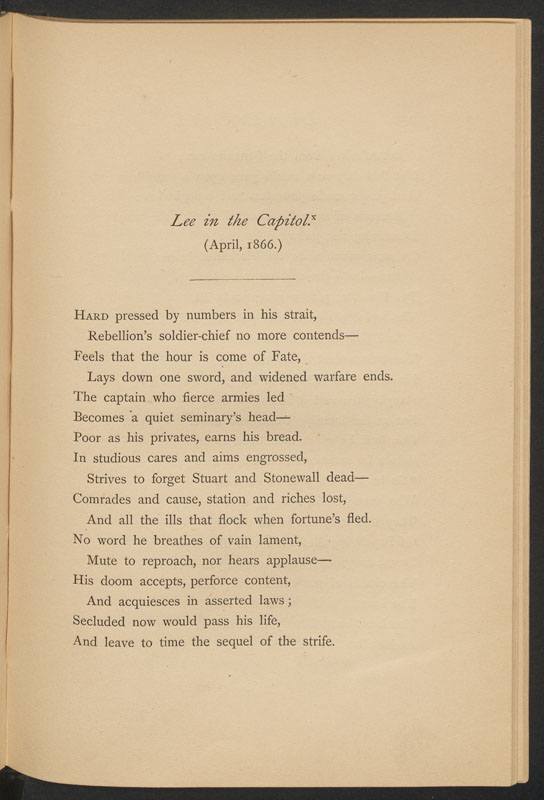 Lee in the Capitol.x
(April, 1866.)
HARD pressed by numbers in his strait,
Rebellion's soldier-chief no more contends—
Feels that the hour is come of Fate,
Lays down one sword, and widened warfare ends.
The captain who fierce armies led
Becomes a quiet seminary's head—
Poor as his privates, earns his bread.
In studious cares and aims engrossed,
Strives to forget Stuart and Stonewall dead—
Comrades and cause, station and riches lost,
And all the ills that flock when fortune's fled.
No word he breathes of vain lament,
Mute to reproach, nor hears applause—
His doom accepts, perforce content,
And acquiesces in asserted laws;
Secluded now would pass his life,
And leave to time the sequel of the strife.